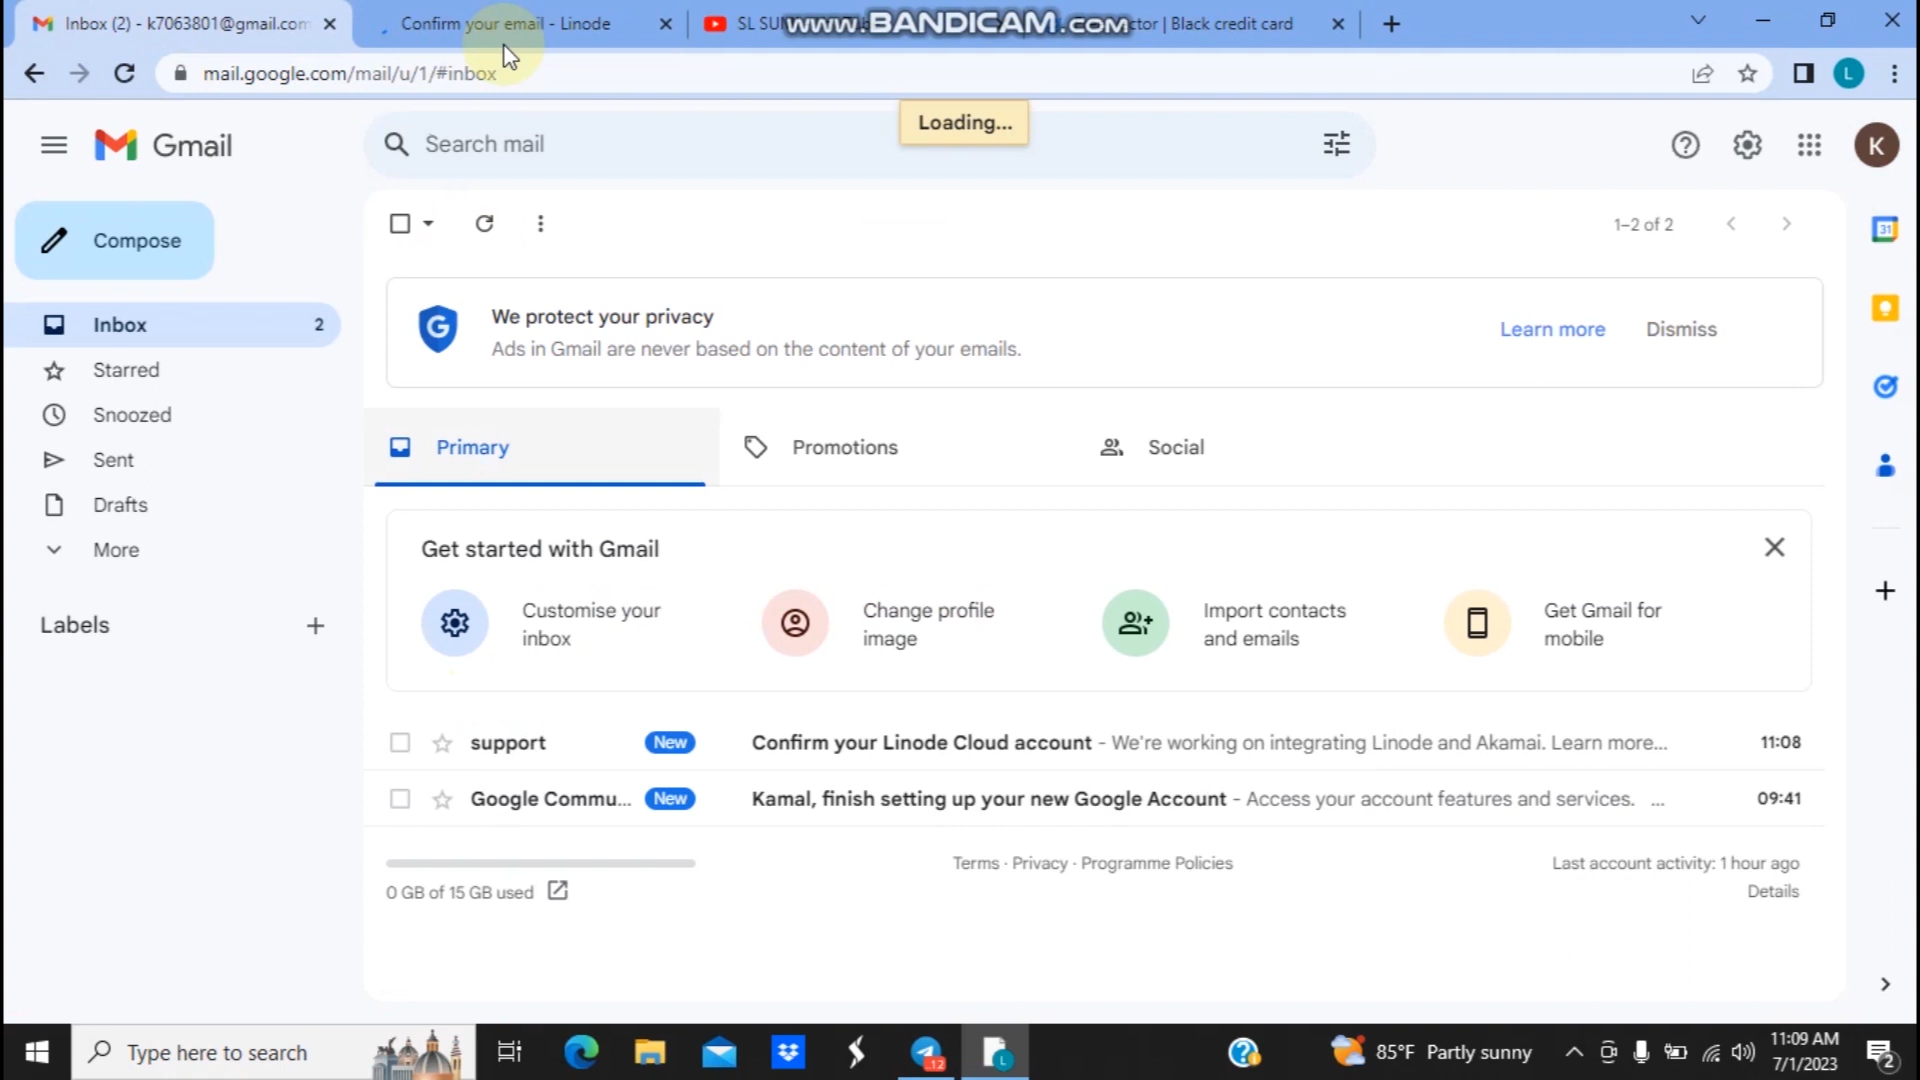 Inbox (2) - k7063801@gmail.com
Confirm your email - Linode
SL SU
www.BANDICAM.com
tor | Black credit card
mail.google.com/mail/u/1/#inbox
L
Loading...
Gmail
Search mail
K
Compose
1–2 of 2
31
We protect your privacy
Ads in Gmail are never based on the content of your emails.
Learn more
Dismiss
Inbox
2
Starred
Snoozed
Sent
Drafts
More
Labels
Primary
Promotions
Social
Get started with Gmail
Customise your
inbox
Change profile
image
Import contacts
and emails
Get Gmail for
mobile
support
New
Confirm your Linode Cloud account - We're working on integrating Linode and Akamai. Learn more...
11:08
Google Commu...
New
Kamal, finish setting up your new Google Account - Access your account features and services. ...
09:41
0 GB of 15 GB used
Terms · Privacy · Programme Policies
Last account activity: 1 hour ago
Details
Type here to search
12
L
85°F Partly sunny
11:09 AM
7/1/2023
2